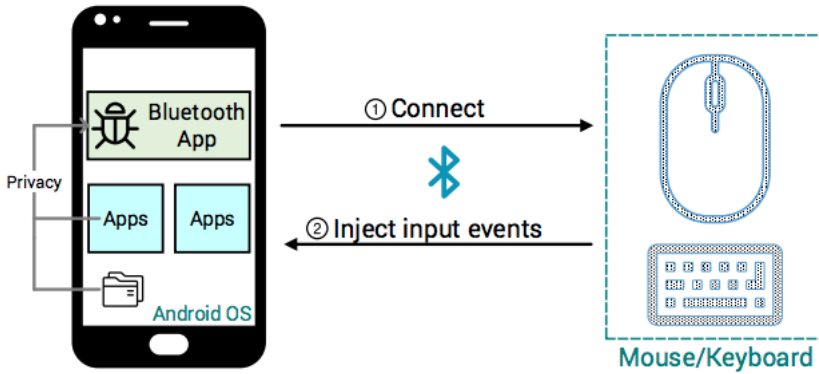 Bluetooth
App
① Connect
Privacy
Apps
Apps
② Inject input events
Android OS
Mouse/Keyboard